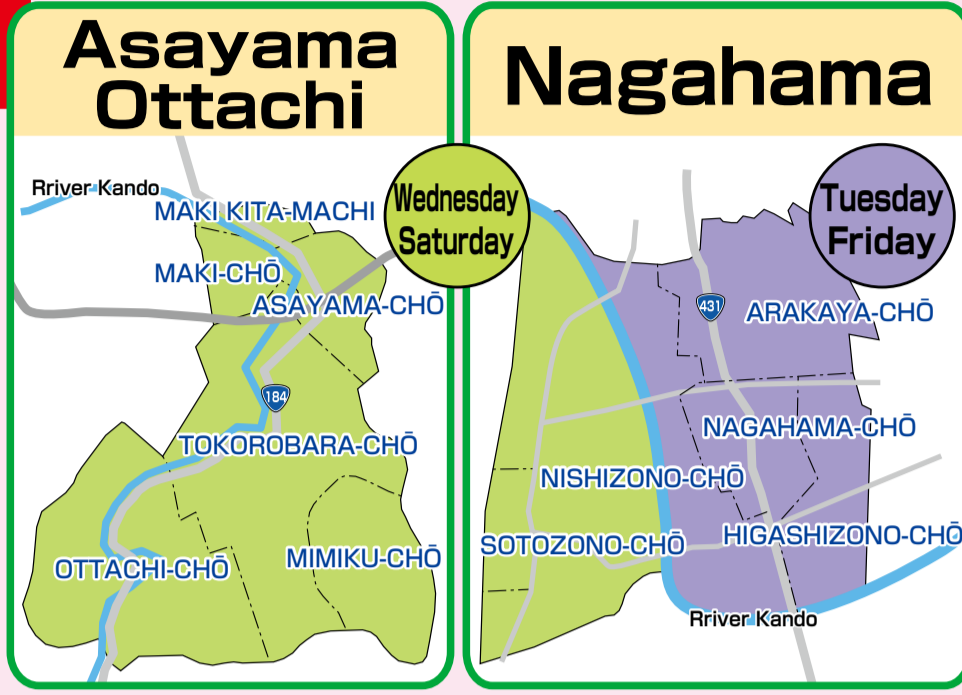 Asayama
Ottachi
Rriver Kando
MAKI KITA-MACHI
MAKI-CHŌ
ASAYAMA-CHŌ
184
TOKOROBARA-CHŌ
OTTACHI-CHŌ
MIMIKU-CHŌ
Wednesday
Saturday
Nagahama
Tuesday
Friday
431
ARAKAYA-CHŌ
NAGAHAMA-CHŌ
NISHIZONO-CHŌ
SOTOZONO-CHŌ
HIGASHIZONO-CHŌ
Rriver Kando